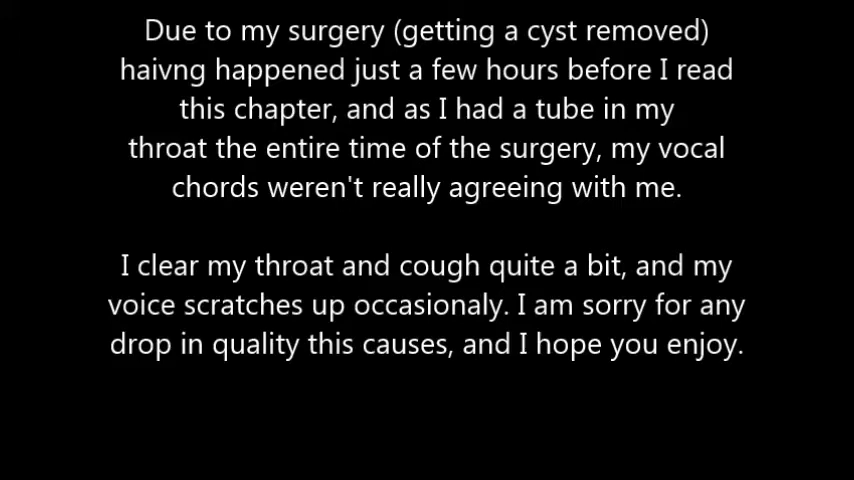 Due to my surgery (getting a cyst removed)
haivng happened just a few hours before I read
this chapter, and as I had a tube in my
throat the entire time of the surgery, my vocal
chords weren't really agreeing with me.
I clear my throat and cough quite a bit, and my
voice scratches up occasionaly. I am sorry for any
drop in quality this causes, and I hope you enjoy.